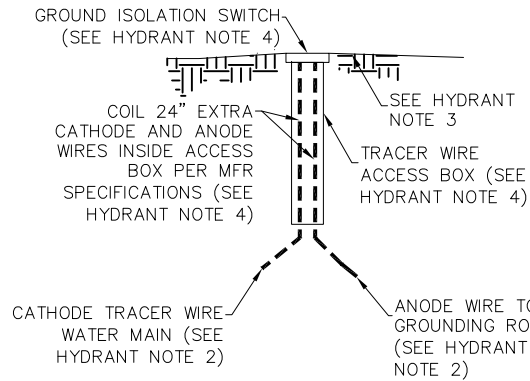 GROUND ISOLATION SWITCH
(SEE HYDRANT NOTE 4)
SEE HYDRANT
NOTE 3
COIL 24" EXTRA
CATHODE AND ANODE
WIRES INSIDE ACCESS
BOX PER MFR
SPECIFICATIONS (SEE
HYDRANT NOTE 4)
TRACER WIRE
ACCESS BOX (SEE
HYDRANT NOTE 4)
CATHODE TRACER WIRE
WATER MAIN (SEE
HYDRANT NOTE 2)
ANODE WIRE TO
GROUNDING RO
(SEE HYDRANT
NOTE 2)